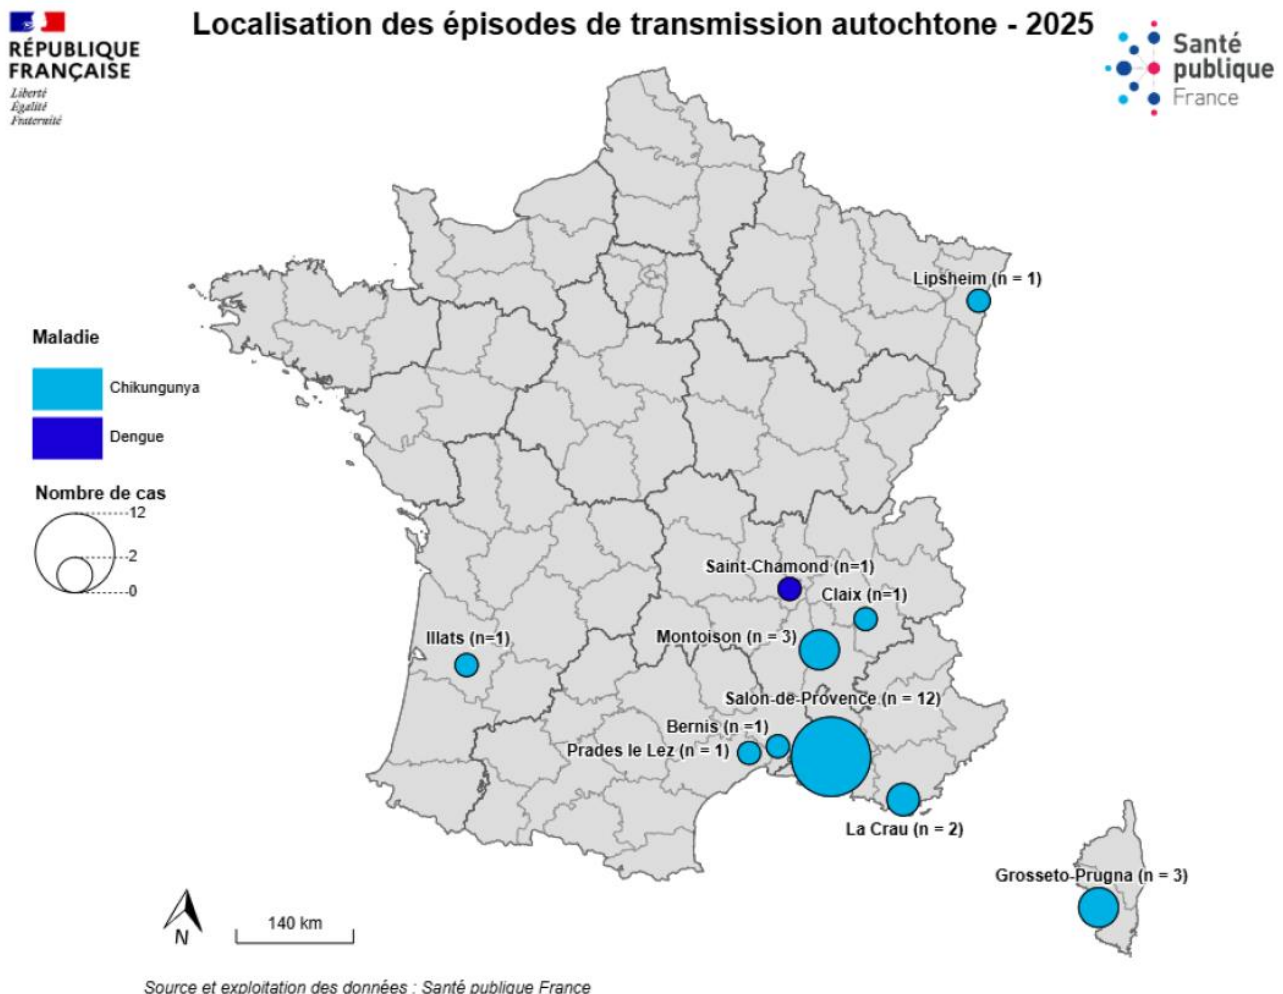 Localisation des épisodes de transmission autochtone - 2025
RÉPUBLIQUE
FRANÇAISE
Liberté
Égalité
Fraternité
Santé
publique
France
Lipsheim (n = 1)
Maladie
Chikungunya
Dengue
Nombre de cas
12
2
0
Saint-Chamond (n=1)
Claix (n=1)
Illats (n=1)
Montoison (n = 3)
Salon-de-Provence (n = 12)
Bernis (n =1)
Prades le Lez (n = 1)
La Crau (n = 2)
Grosseto-Prugna (n = 3)
N
140 km
Source et exploitation des données : Santé publique France